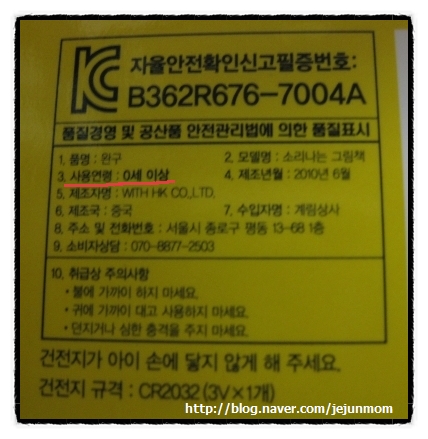 KC 자율안전확인신고필증번호:
B362R676-7004A
품질경영 및 공산품 안전관리법에 의한 품질표시
1. 품명 : 완구 2. 모델명 : 소리나는 그림책
3. 사용연령 : 0세 이상 4. 제조년월 : 2010년 6월
5. 제조자명 : WITH HK CO.,LTD.
6. 제조국 : 중국 7. 수입자명 : 계림상사
8. 주소 및 전화번호 : 서울시 종로구 평동 13-68 1층
9. 소비자상담 : 070-8877-2503
10. 취급상 주의사항
• 불에 가까이 하지 마세요.
• 귀에 가까이 대고 사용하지 마세요.
• 던지거나 심한 충격을 주지 마세요.
건전지가 아이 손에 닿지 않게 해 주세요.
건전지 규격 : CR2032 (3V×1개)
http://blog.naver.com/jejunmom